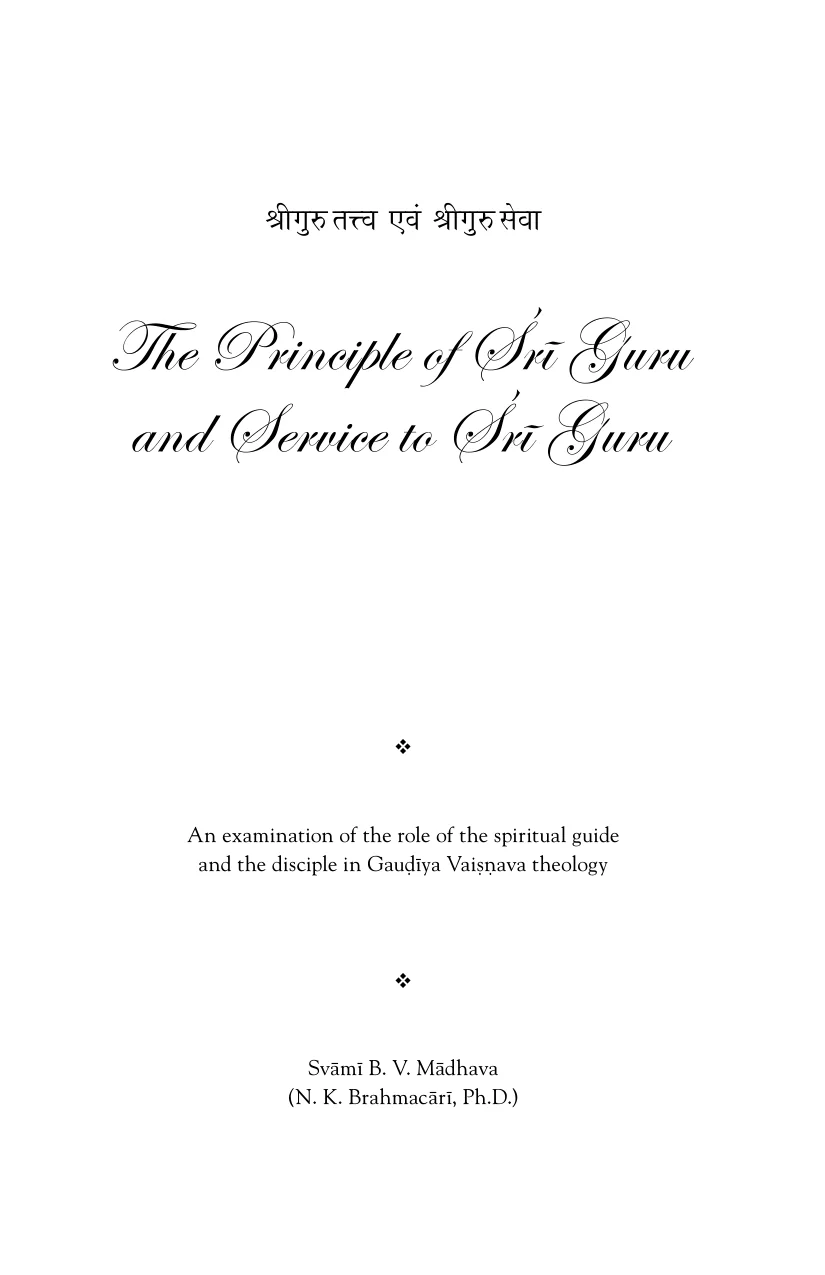 श्रीगुरु तत्त्व एवं श्रीगुरु सेवा
The Principle of Śrī Guru
and Service to Śrī Guru
An examination of the role of the spiritual guide
and the disciple in Gauḍīya Vaiṣṇava theology
Svāmī B. V. Mādhava
(N. K. Brahmacārī, Ph.D.)